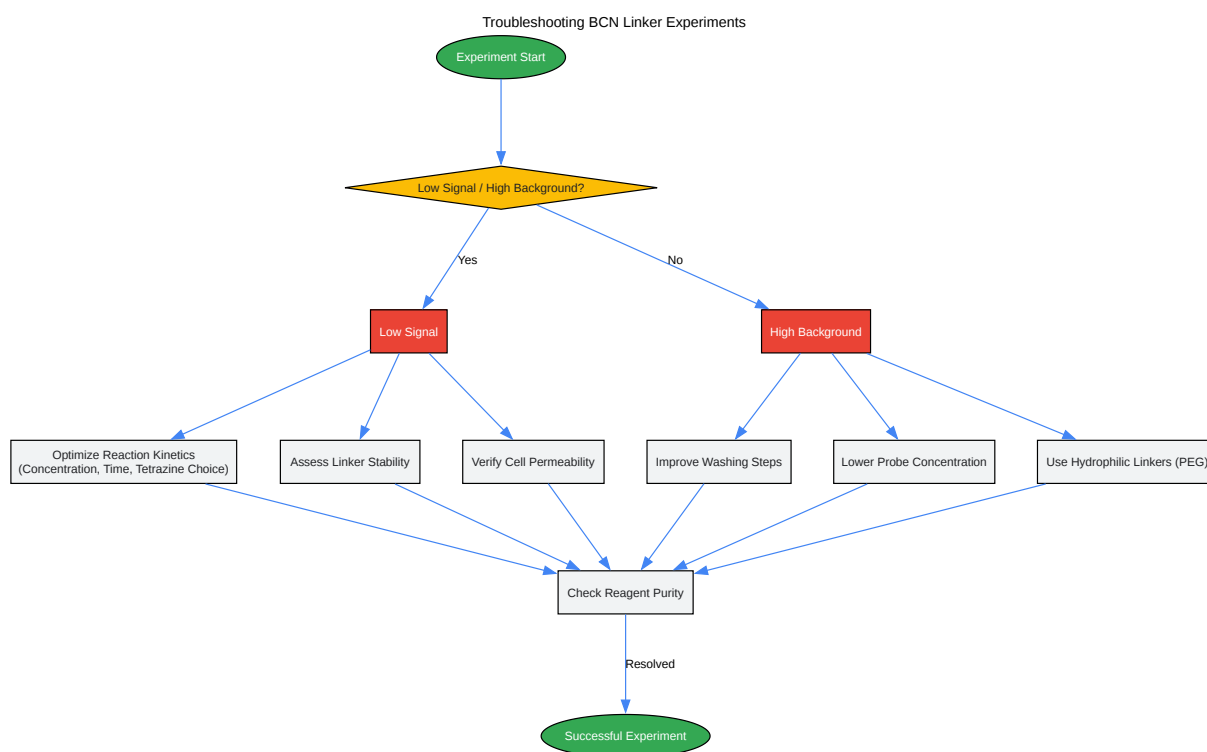 Troubleshooting BCN Linker Experiments
Experiment Start
Low Signal / High Background?
Yes
No
Low Signal
High Background
Optimize Reaction Kinetics
(Concentration, Time, Tetrazine Choice)
Assess Linker Stability
Verify Cell Permeability
Improve Washing Steps
Lower Probe Concentration
Use Hydrophilic Linkers (PEG)
Check Reagent Purity
Resolved
Successful Experiment